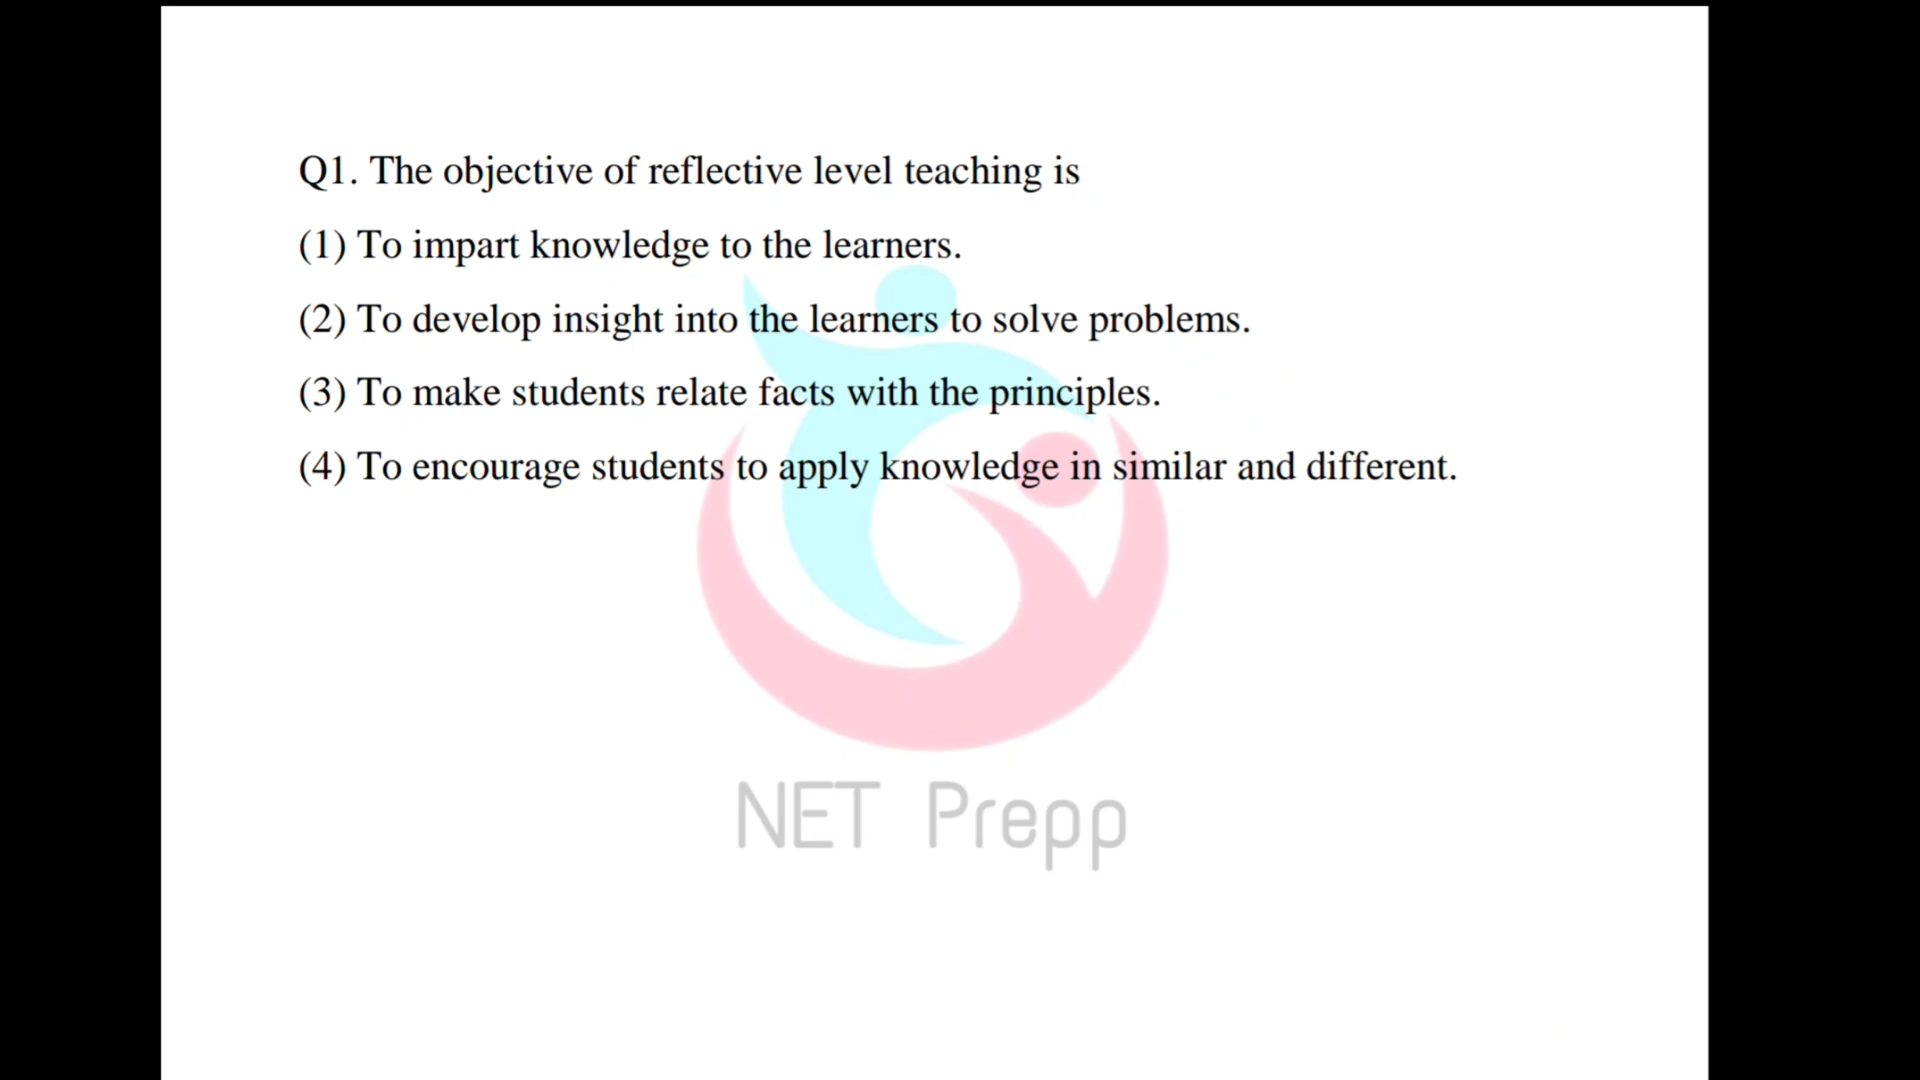 Q1. The objective of reflective level teaching is
(1) To impart knowledge to the learners.
(2) To develop insight into the learners to solve problems.
(3) To make students relate facts with the principles.
(4) To encourage students to apply knowledge in similar and different.
NET Prepp